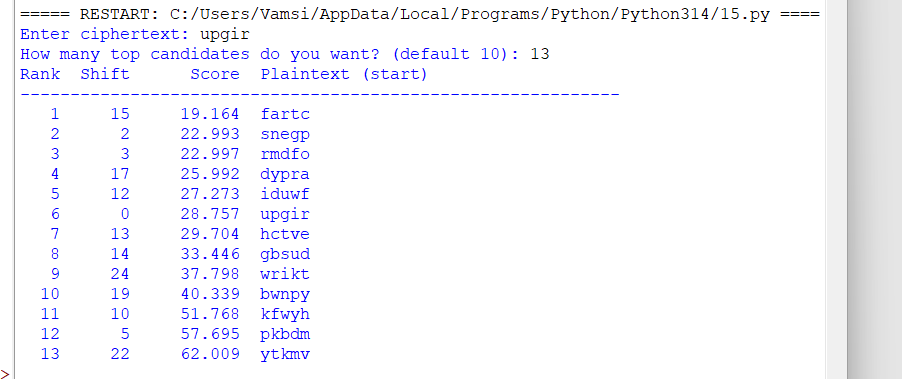 ===== RESTART: C:/Users/Vamsi/AppData/Local/Programs/Python/Python314/15.py ====
Enter ciphertext: upgir
How many top candidates do you want? (default 10): 13
Rank  Shift      Score  Plaintext (start)
------------------------------------------------------------
   1     15     19.164  fartc
   2      2     22.993  snegp
   3      3     22.997  rmdfo
   4     17     25.992  dypra
   5     12     27.273  iduwf
   6      0     28.757  upgir
   7     13     29.704  hctve
   8     14     33.446  gbsud
   9     24     37.798  wrikt
  10     19     40.339  bwnpy
  11     10     51.768  kfwyh
  12      5     57.695  pkbdm
  13     22     62.009  ytkmv
>